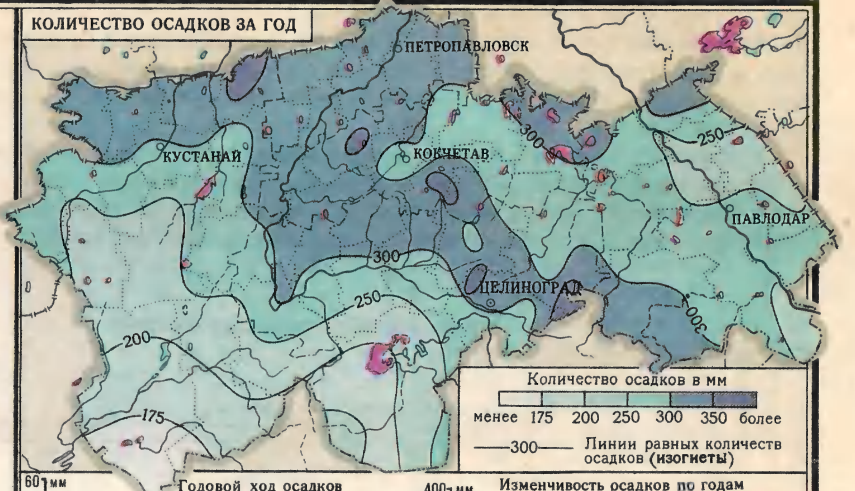 КОЛИЧЕСТВО ОСАДКОВ ЗА ГОД
ПЕТРОПАВЛОВСК
300
250
КУСТАНАЙ
КОКЧЕТАВ
ПАВЛОДАР
300
ЦЕЛИНОГРАД
250
300
200
175
Количество осадков в мм
менее 175 200 250 300 350 более
—300— Линии равных количеств
осадков (изогиеты)
60 мм
Годовой ход осадков
400 мм
Изменчивость осадков по годам